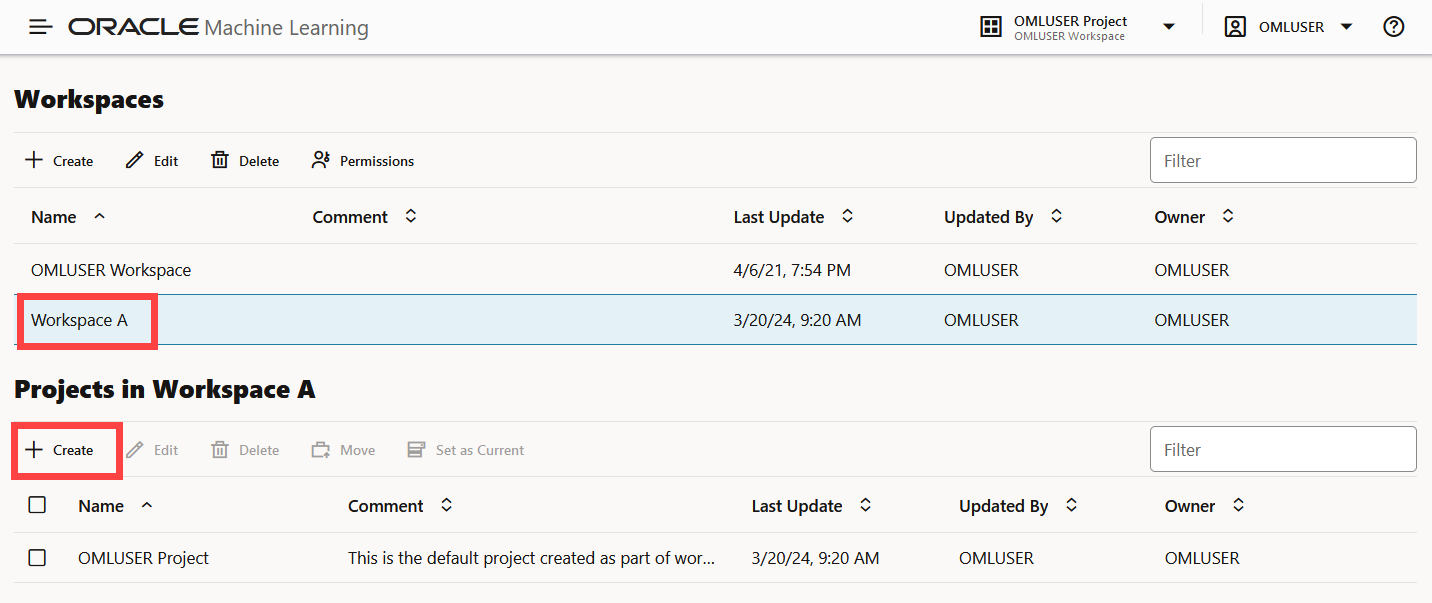 ORACLE Machine Learning OMLUSER Project OMLUSER
OMLUSER Workspace
Workspaces
Create Edit Delete Permissions Filter
Name Comment Last Update Updated By Owner
OMLUSER Workspace 4/6/21, 7:54 PM OMLUSER OMLUSER
Workspace A 3/20/24, 9:20 AM OMLUSER OMLUSER
Projects in Workspace A
Create Edit Delete Move Set as Current Filter
Name Comment Last Update Updated By Owner
OMLUSER Project This is the default project created as part of wor... 3/20/24, 9:20 AM OMLUSER OMLUSER